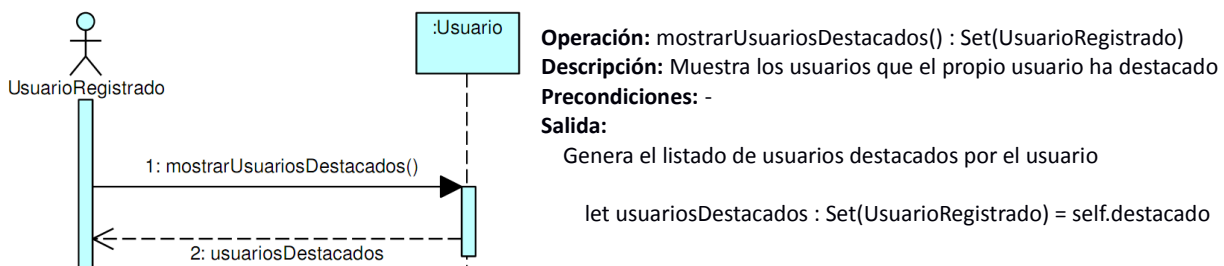 :Usuario
UsuarioRegistrado
1: mostrarUsuariosDestacados()
2: usuariosDestacados
Operación: mostrarUsuariosDestacados() : Set(UsuarioRegistrado)
Descripción: Muestra los usuarios que el propio usuario ha destacado
Precondiciones: -
Salida:
Genera el listado de usuarios destacados por el usuario
let usuariosDestacados : Set(UsuarioRegistrado) = self.destacado